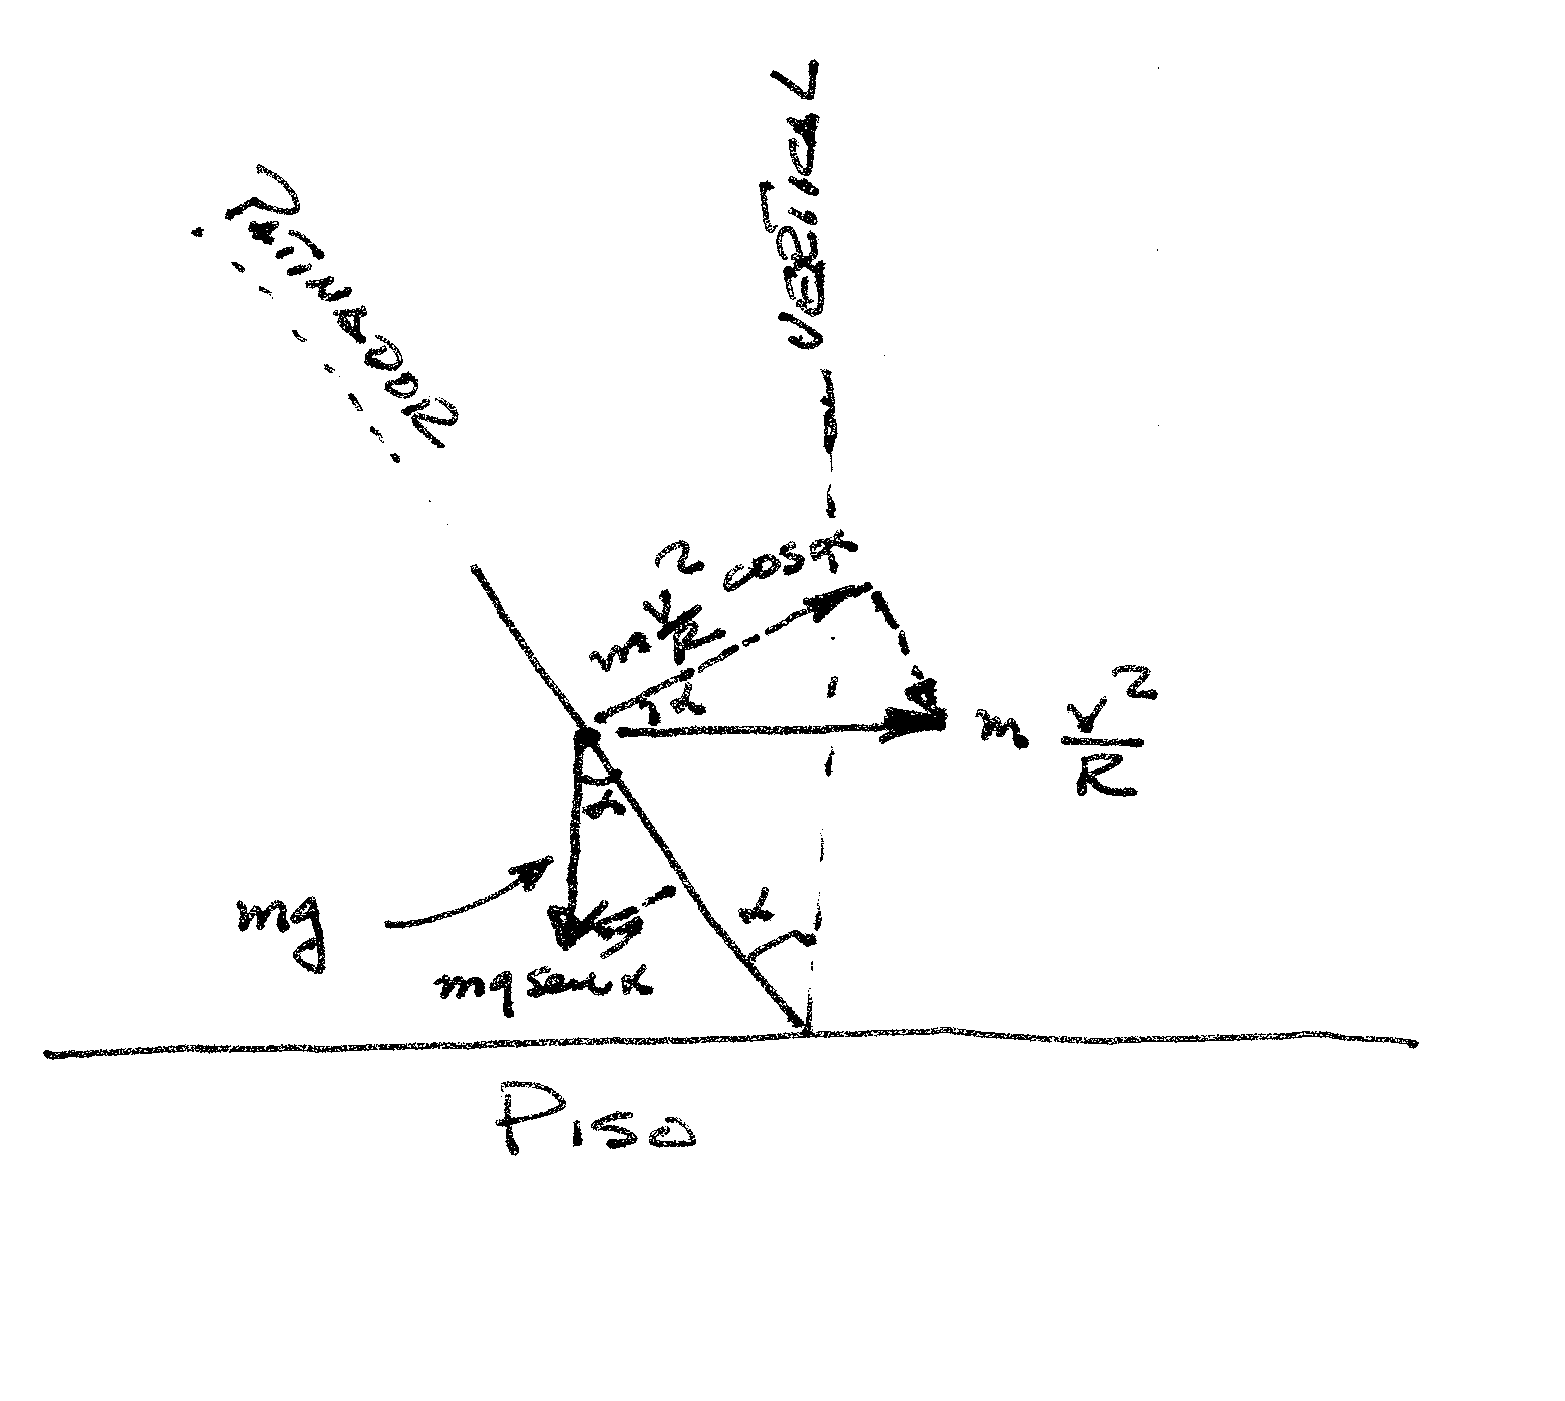 VERTICAL
PATINADOR
m v²/R cos α
α
m v²/R
α
α
mg
mg sen α
PISO